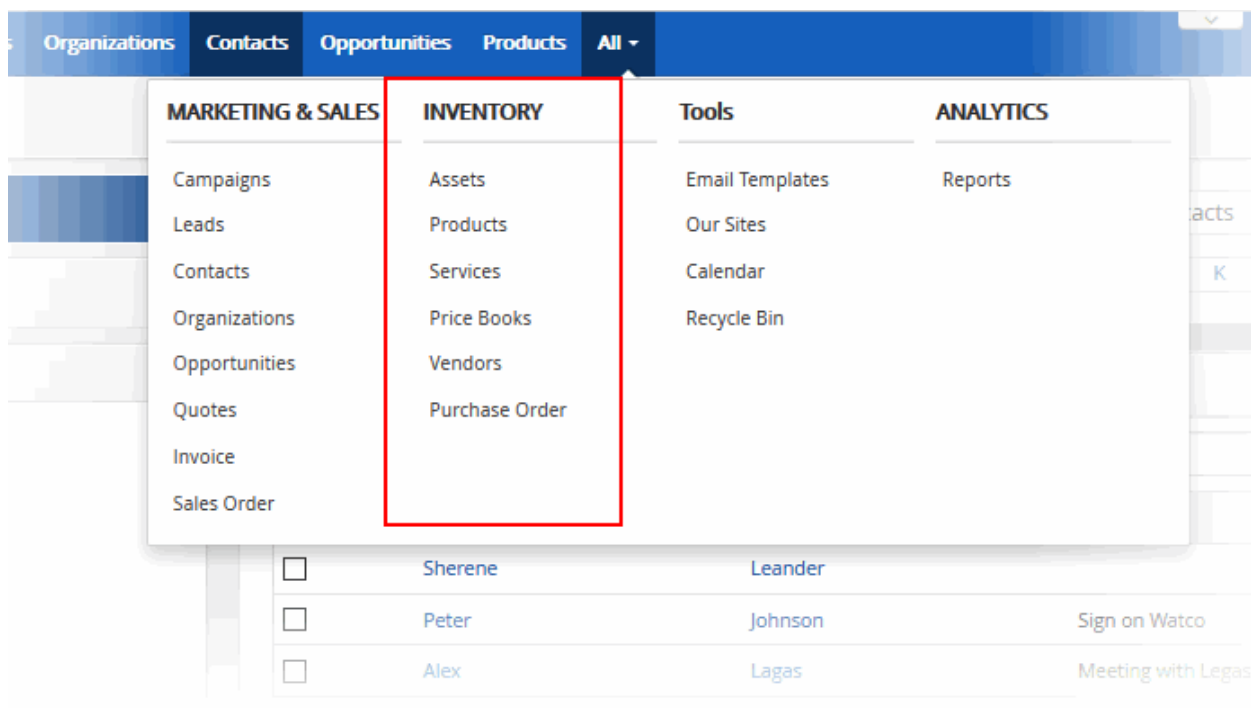 s Organizations Contacts Opportunities Products All
MARKETING & SALES INVENTORY Tools ANALYTICS
Campaigns Assets Email Templates Reports
Leads Products Our Sites
acts
Contacts Services Calendar K
Organizations Price Books Recycle Bin
Opportunities Vendors
Quotes Purchase Order
Invoice
Sales Order
Sherene Leander
Peter Johnson Sign on Watco
Alex Lagas Meeting with Legas